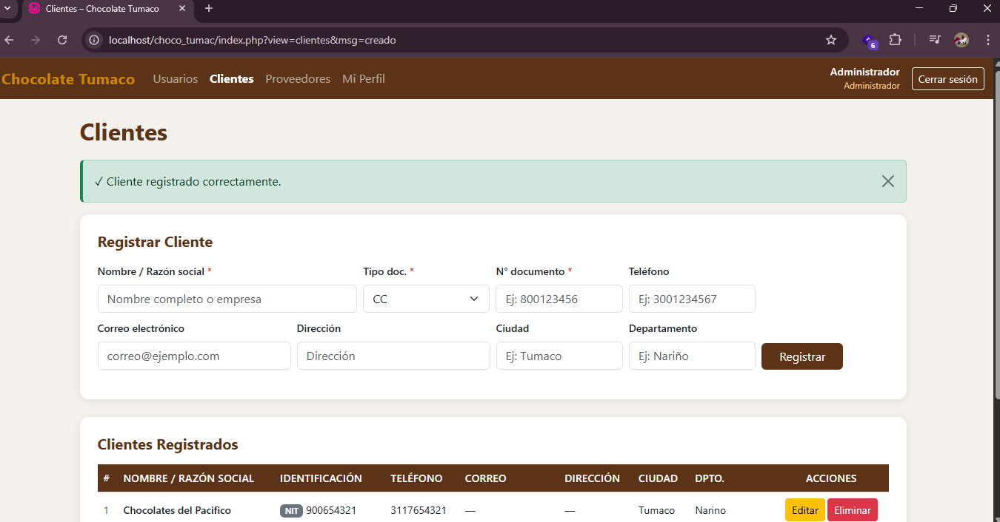 Clientes – Chocolate Tumaco
localhost/choco_tumac/index.php?view=clientes&msg=creado
6
Chocolate Tumaco Usuarios Clientes Proveedores Mi Perfil Administrador
Administrador
Cerrar sesión
Clientes
✓ Cliente registrado correctamente.
Registrar Cliente
Nombre / Razón social * Tipo doc. * N° documento * Teléfono
Nombre completo o empresa CC Ej: 800123456 Ej: 3001234567
Correo electrónico Dirección Ciudad Departamento
correo@ejemplo.com Dirección Ej: Tumaco Ej: Nariño Registrar
Clientes Registrados
# NOMBRE / RAZÓN SOCIAL IDENTIFICACIÓN TELÉFONO CORREO DIRECCIÓN CIUDAD DPTO. ACCIONES
1 Chocolates del Pacifico NIT 900654321 3117654321 — — Tumaco Narino Editar Eliminar